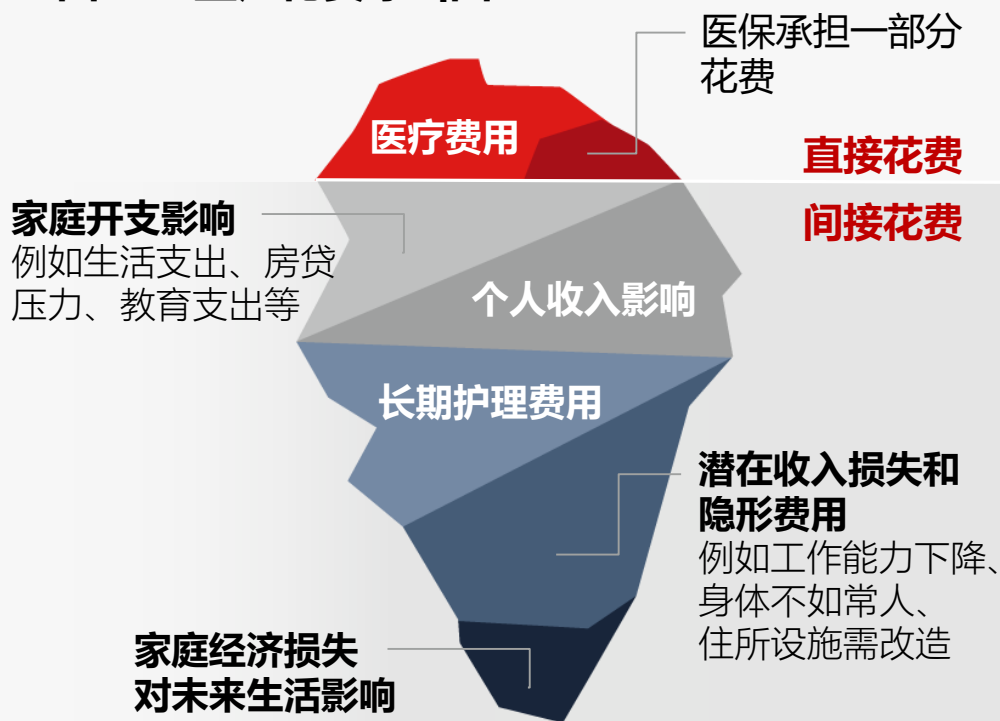 医保承担一部分
花费
医疗费用
直接花费
间接花费
家庭开支影响
例如生活支出、房贷
压力、教育支出等
个人收入影响
长期护理费用
潜在收入损失和
隐形费用
例如工作能力下降、
身体不如常人、
住所设施需改造
家庭经济损失
对未来生活影响